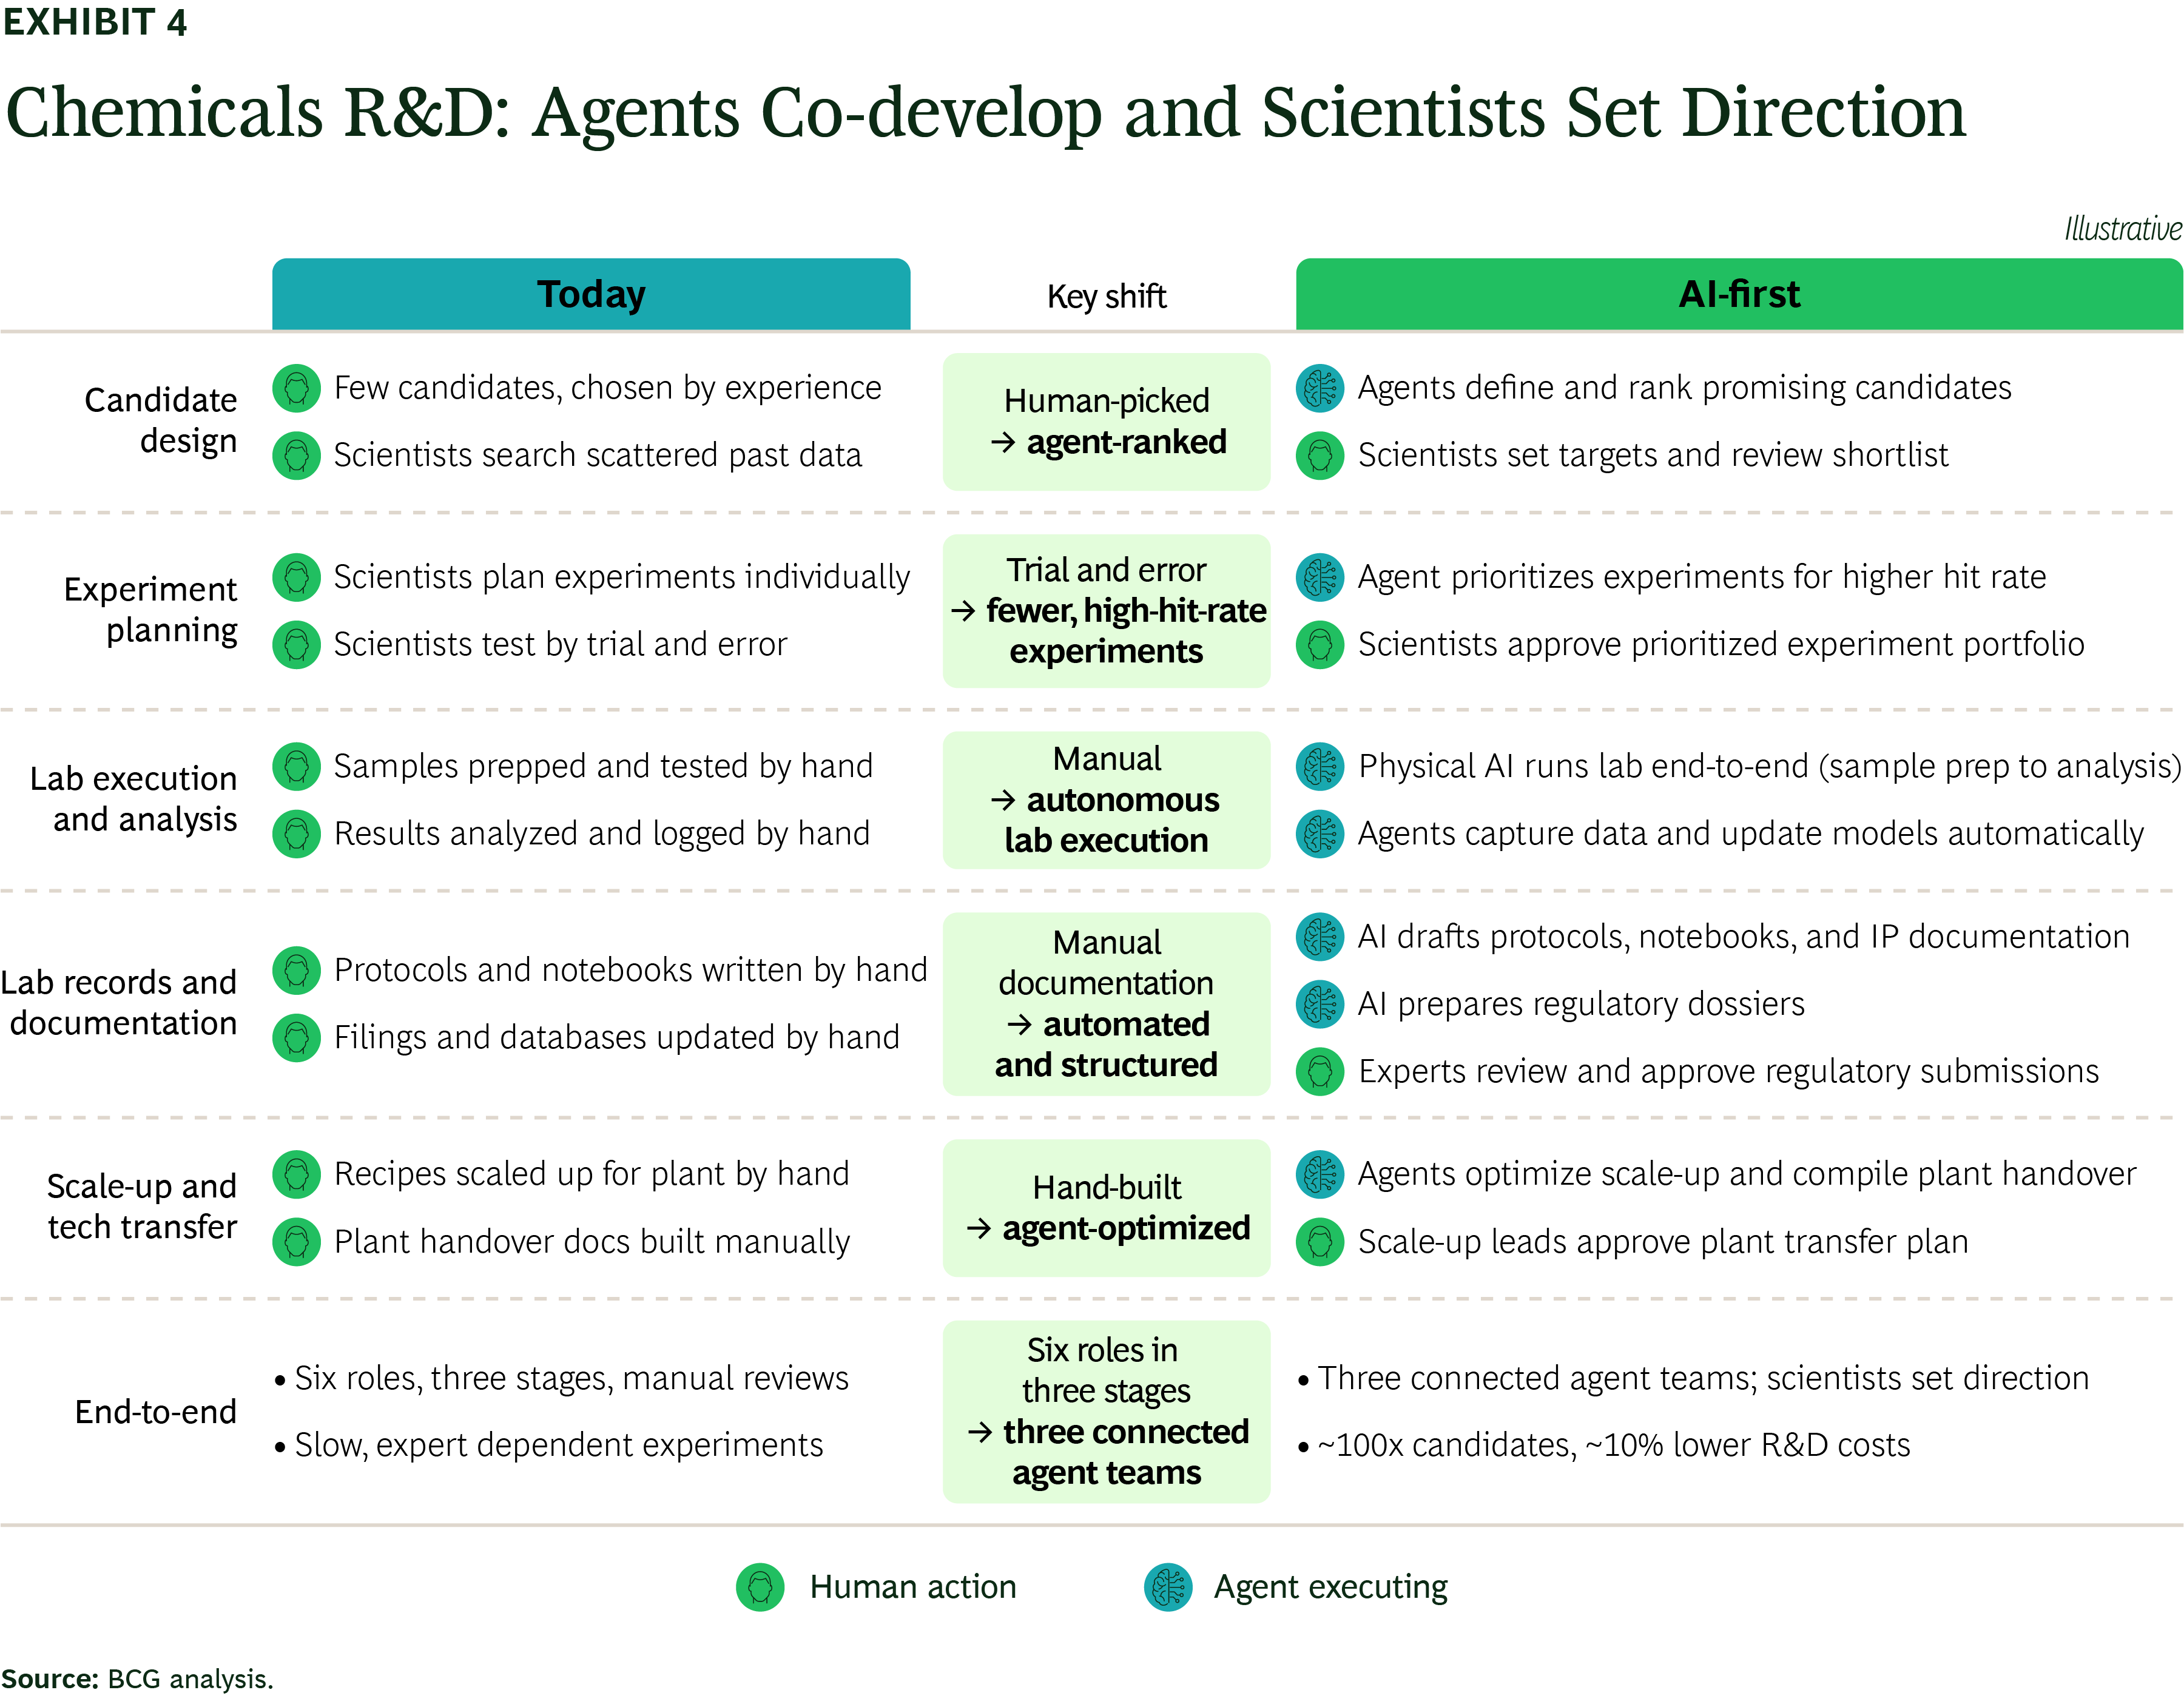 EXHIBIT 4
Chemicals R&D: Agents Co-develop and Scientists Set Direction
Illustrative
Today
Key shift
AI-first
Candidate
design
Few candidates, chosen by experience
Scientists search scattered past data
Human-picked
→ agent-ranked
Agents define and rank promising candidates
Scientists set targets and review shortlist
Experiment
planning
Scientists plan experiments individually
Scientists test by trial and error
Trial and error
→ fewer, high-hit-rate
experiments
Agent prioritizes experiments for higher hit rate
Scientists approve prioritized experiment portfolio
Lab execution
and analysis
Samples prepped and tested by hand
Results analyzed and logged by hand
Manual
→ autonomous
lab execution
Physical AI runs lab end-to-end (sample prep to analysis)
Agents capture data and update models automatically
Lab records and
documentation
Protocols and notebooks written by hand
Filings and databases updated by hand
Manual
documentation
→ automated
and structured
AI drafts protocols, notebooks, and IP documentation
AI prepares regulatory dossiers
Experts review and approve regulatory submissions
Scale-up and
tech transfer
Recipes scaled up for plant by hand
Plant handover docs built manually
Hand-built
→ agent-optimized
Agents optimize scale-up and compile plant handover
Scale-up leads approve plant transfer plan
End-to-end
• Six roles, three stages, manual reviews
• Slow, expert dependent experiments
Six roles in
three stages
→ three connected
agent teams
• Three connected agent teams; scientists set direction
• ~100x candidates, ~10% lower R&D costs
Human action
Agent executing
Source: BCG analysis.